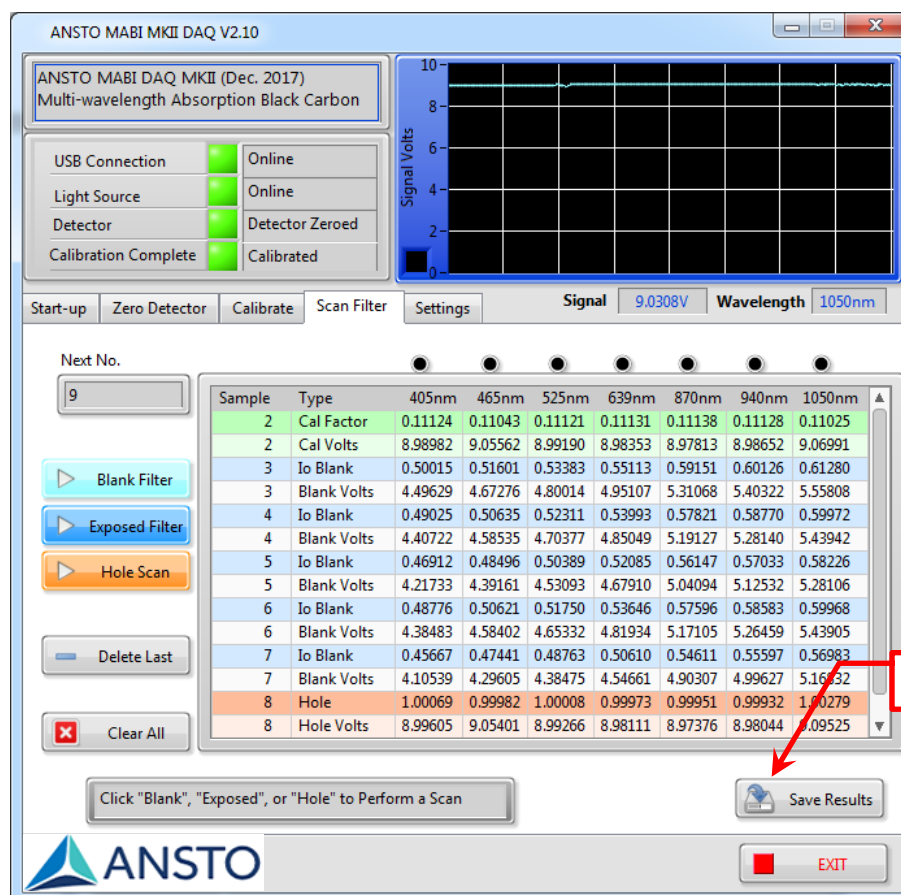 ANSTO MABI MKII DAQ V2.10
ANSTO MABI DAQ MKII (Dec. 2017)
Multi-wavelength Absorption Black Carbon
USB Connection Online
Light Source Online
Detector Detector Zeroed
Calibration Complete Calibrated
Signal Volts
10
8
6
4
2
0
Start-up Zero Detector Calibrate Scan Filter Settings Signal 9.0308V Wavelength 1050nm
Next No.
9
Sample Type 405nm 465nm 525nm 639nm 870nm 940nm 1050nm
2 Cal Factor 0.11124 0.11043 0.11121 0.11131 0.11138 0.11128 0.11025
2 Cal Volts 8.98982 9.05562 8.99190 8.98353 8.97813 8.98652 9.06991
3 Io Blank 0.50015 0.51601 0.53383 0.55113 0.59151 0.60126 0.61280
3 Blank Volts 4.49629 4.67276 4.80014 4.95107 5.31068 5.40322 5.55808
4 Io Blank 0.49025 0.50635 0.52311 0.53993 0.57821 0.58770 0.59972
4 Blank Volts 4.40722 4.58535 4.70377 4.85049 5.19127 5.28140 5.43942
5 Io Blank 0.46912 0.48496 0.50389 0.52085 0.56147 0.57033 0.58226
5 Blank Volts 4.21733 4.39161 4.53093 4.67910 5.04094 5.12532 5.28106
6 Io Blank 0.48776 0.50621 0.51750 0.53646 0.57596 0.58583 0.59968
6 Blank Volts 4.38483 4.58402 4.65332 4.81934 5.17105 5.26459 5.43905
7 Io Blank 0.45667 0.47441 0.48763 0.50610 0.54611 0.55597 0.56983
7 Blank Volts 4.10539 4.29605 4.38475 4.54661 4.90307 4.99627
8 Hole 1.00069 0.99982 1.00008 0.99973 0.99951 0.99932 1.00279
8 Hole Volts 8.99605 9.05401 8.99266 8.98111 8.97376 8.98044 9.09525
Blank Filter
Exposed Filter
Hole Scan
Delete Last
Clear All
Click "Blank", "Exposed", or "Hole" to Perform a Scan
Save Results
ANSTO
EXIT